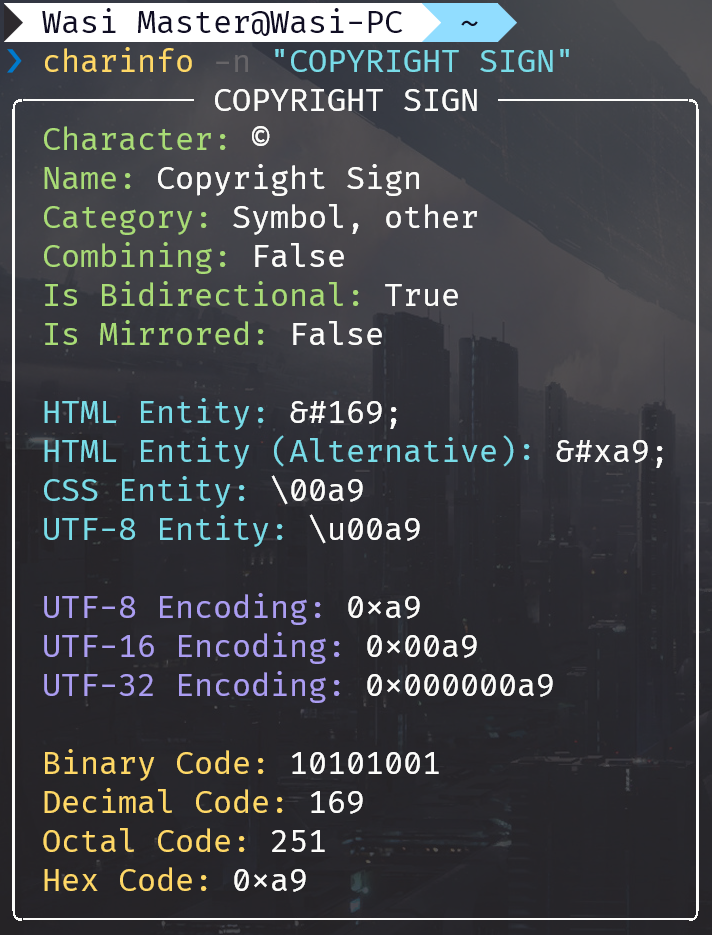 Wasi Master@Wasi-PC ~
❯ charinfo -n "COPYRIGHT SIGN"
COPYRIGHT SIGN
Character: ©
Name: Copyright Sign
Category: Symbol, other
Combining: False
Is Bidirectional: True
Is Mirrored: False
HTML Entity: &#169;
HTML Entity (Alternative): &#xa9;
CSS Entity: \00a9
UTF-8 Entity: \u00a9
UTF-8 Encoding: 0×a9
UTF-16 Encoding: 0×00a9
UTF-32 Encoding: 0×000000a9
Binary Code: 10101001
Decimal Code: 169
Octal Code: 251
Hex Code: 0×a9